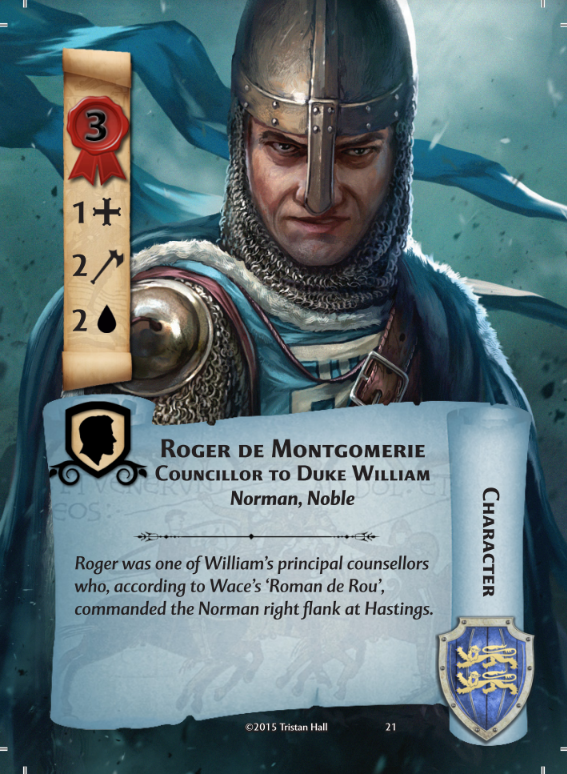 3
1
2
2
Roger de Montgomerie
Councillor to Duke William
Norman, Noble
Roger was one of William's principal counsellors
who, according to Wace's 'Roman de Rou',
commanded the Norman right flank at Hastings.
Character
©2015 Tristan Hall
21